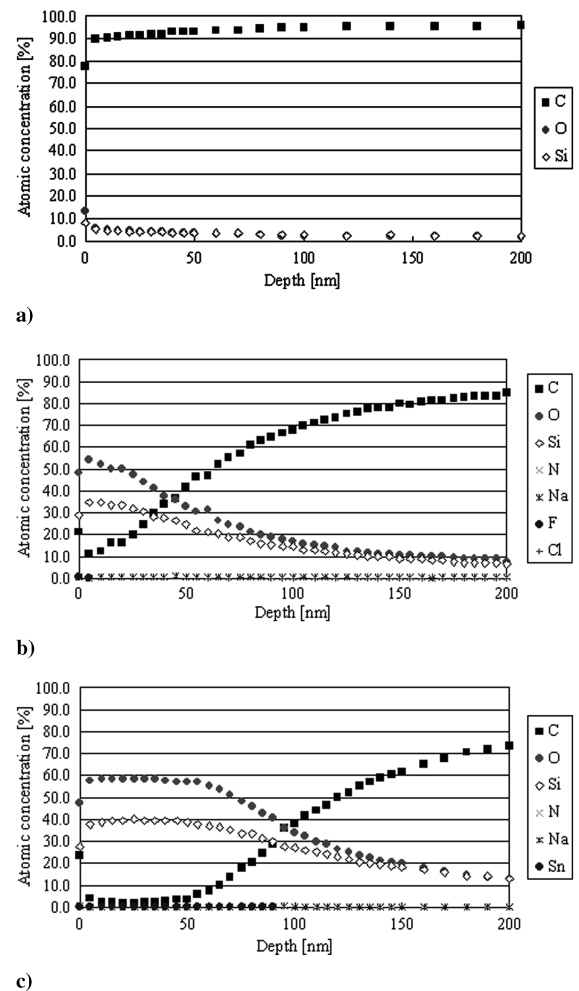 100.0
90.0
80.0
70.0
60.0
50.0
40.0
30.0
20.0
10.0
0.0
Atomic concentration [%]
0 50 100 150 200
Depth [nm]
C
O
Si
a)
100.0
90.0
80.0
70.0
60.0
50.0
40.0
30.0
20.0
10.0
0.0
Atomic concentration [%]
0 50 100 150 200
Depth [nm]
C
O
Si
N
Na
F
Cl
b)
100.0
90.0
80.0
70.0
60.0
50.0
40.0
30.0
20.0
10.0
0.0
Atomic concentration [%]
0 50 100 150 200
Depth [nm]
C
O
Si
N
Na
Sn
c)